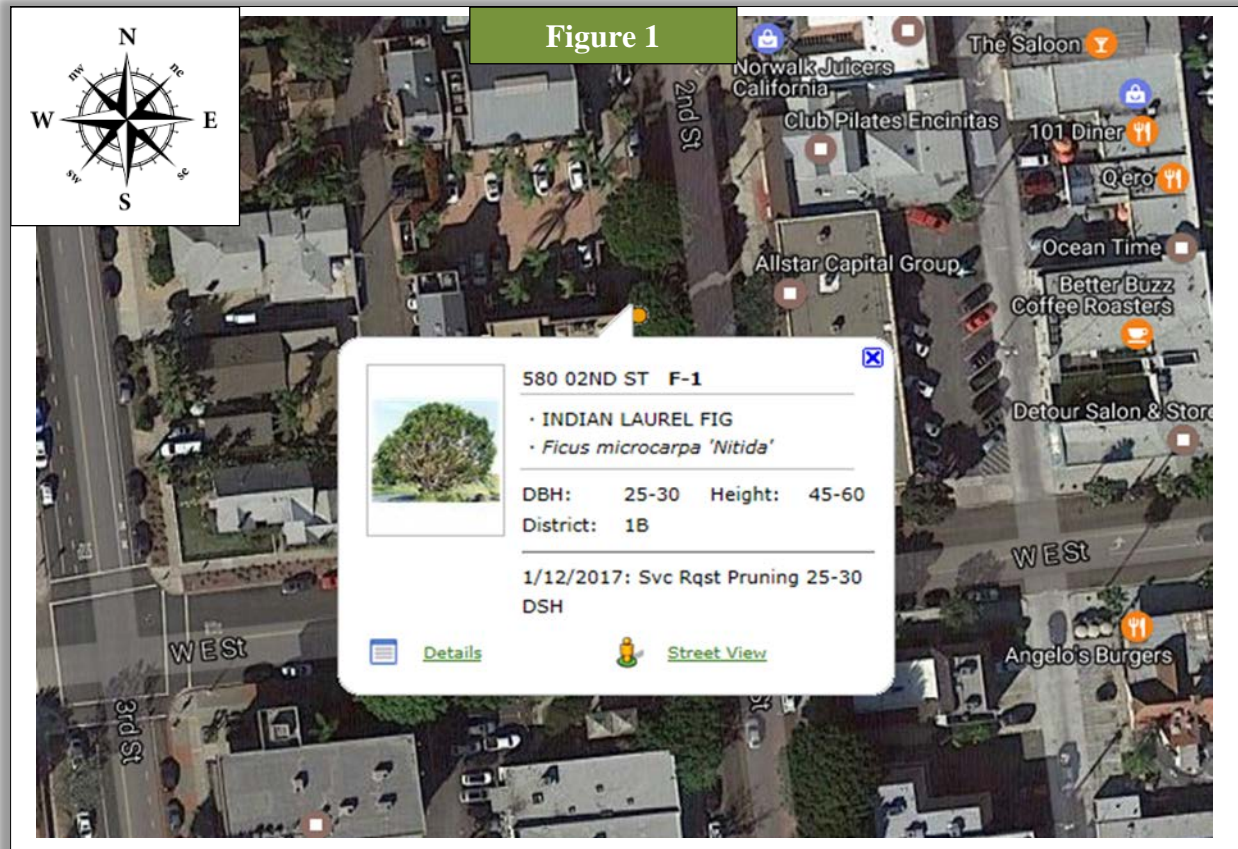 Figure 1
N
nw
ne
W
E
sw
se
S
2nd St
Norwalk Juicers
California
The Saloon
Club Pilates Encinitas
101 Diner
Q'ero
Ocean Time
Allstar Capital Group
Better Buzz
Coffee Roasters
Detour Salon & Store
580 02ND ST F-1
· INDIAN LAUREL FIG
· Ficus microcarpa 'Nitida'
DBH: 25-30 Height: 45-60
District: 1B
1/12/2017: Svc Rqst Pruning 25-30
DSH
Details
Street View
W E St
W E St
Angelo's Burgers
3rd St
St